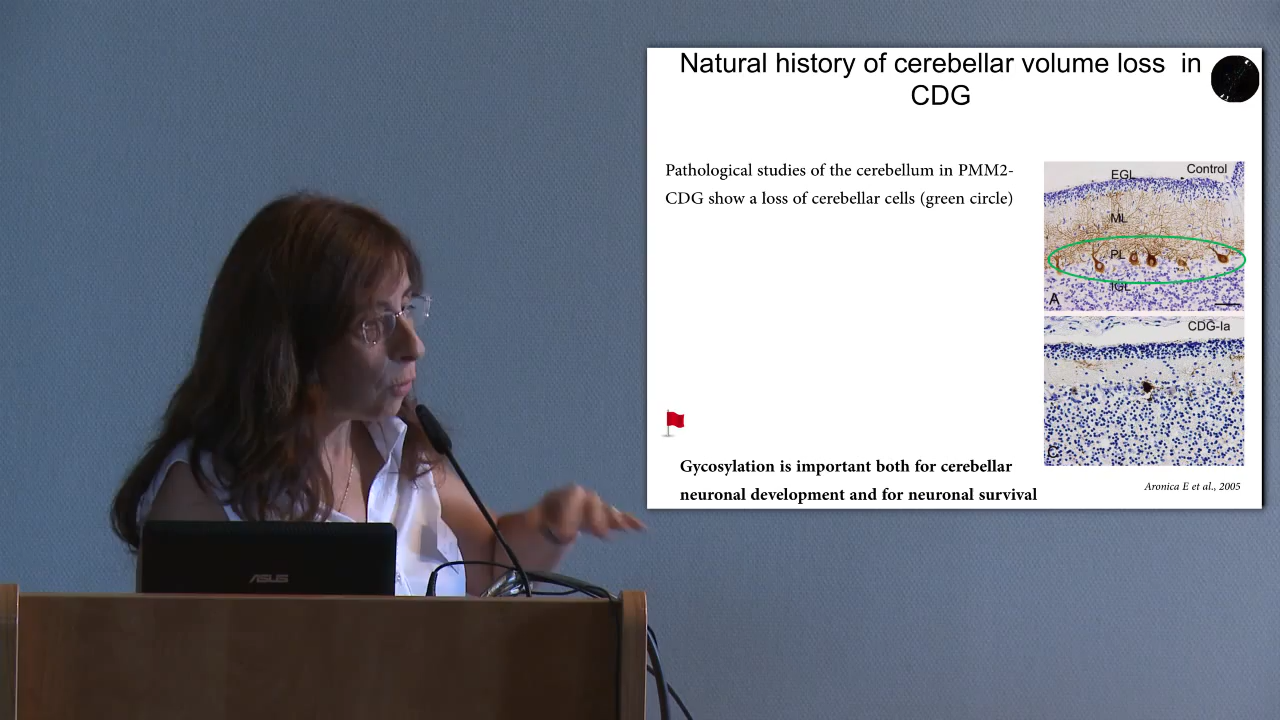 Natural history of cerebellar volume loss in
CDG
Pathological studies of the cerebellum in PMM2-
CDG show a loss of cerebellar cells (green circle)
EGL
Control
ML
PL
IGL
A
CDG-Ia
C
Gycosylation is important both for cerebellar
neuronal development and for neuronal survival
Aronica E et al., 2005
ASUS